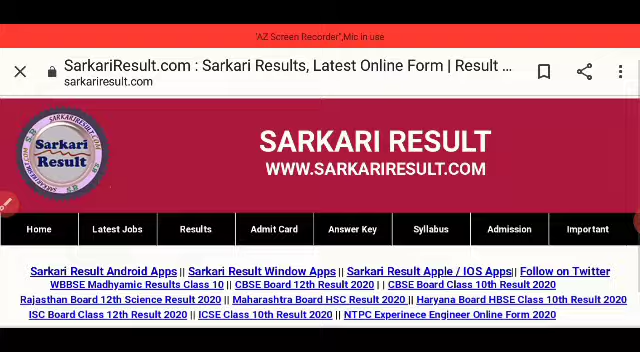 "AZ Screen Recorder",Mic in use
SarkariResult.com : Sarkari Results, Latest Online Form | Result ...
sarkariresult.com
SARKARIRESULT.COM
Sarkari
Result
SARKARI RESULT
WWW.SARKARIRESULT.COM
Home Latest Jobs Results Admit Card Answer Key Syllabus Admission Important
Sarkari Result Android Apps || Sarkari Result Window Apps || Sarkari Result Apple / IOS Apps|| Follow on Twitter
WBBSE Madhyamic Results Class 10 || CBSE Board 12th Result 2020 | | CBSE Board Class 10th Result 2020
Rajasthan Board 12th Science Result 2020 || Maharashtra Board HSC Result 2020 || Haryana Board HBSE Class 10th Result 2020
ISC Board Class 12th Result 2020 || ICSE Class 10th Result 2020 || NTPC Experinece Engineer Online Form 2020